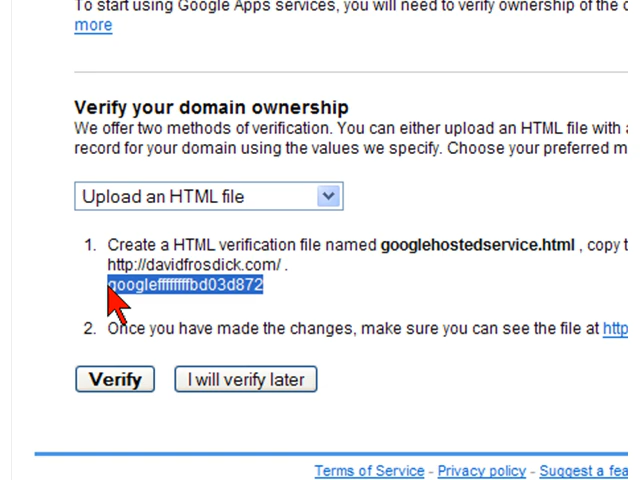 To start using Google Apps services, you will need to verify ownership of the
more
Verify your domain ownership
We offer two methods of verification. You can either upload an HTML file with
record for your domain using the values we specify. Choose your preferred
Upload an HTML file
1. Create a HTML verification file named googlehostedservice.html , copy
http://davidfrosdick.com/ .
googleffffffffbd03d872
2. Once you have made the changes, make sure you can see the file at http
Verify
I will verify later
Terms of Service - Privacy policy - Suggest a fea